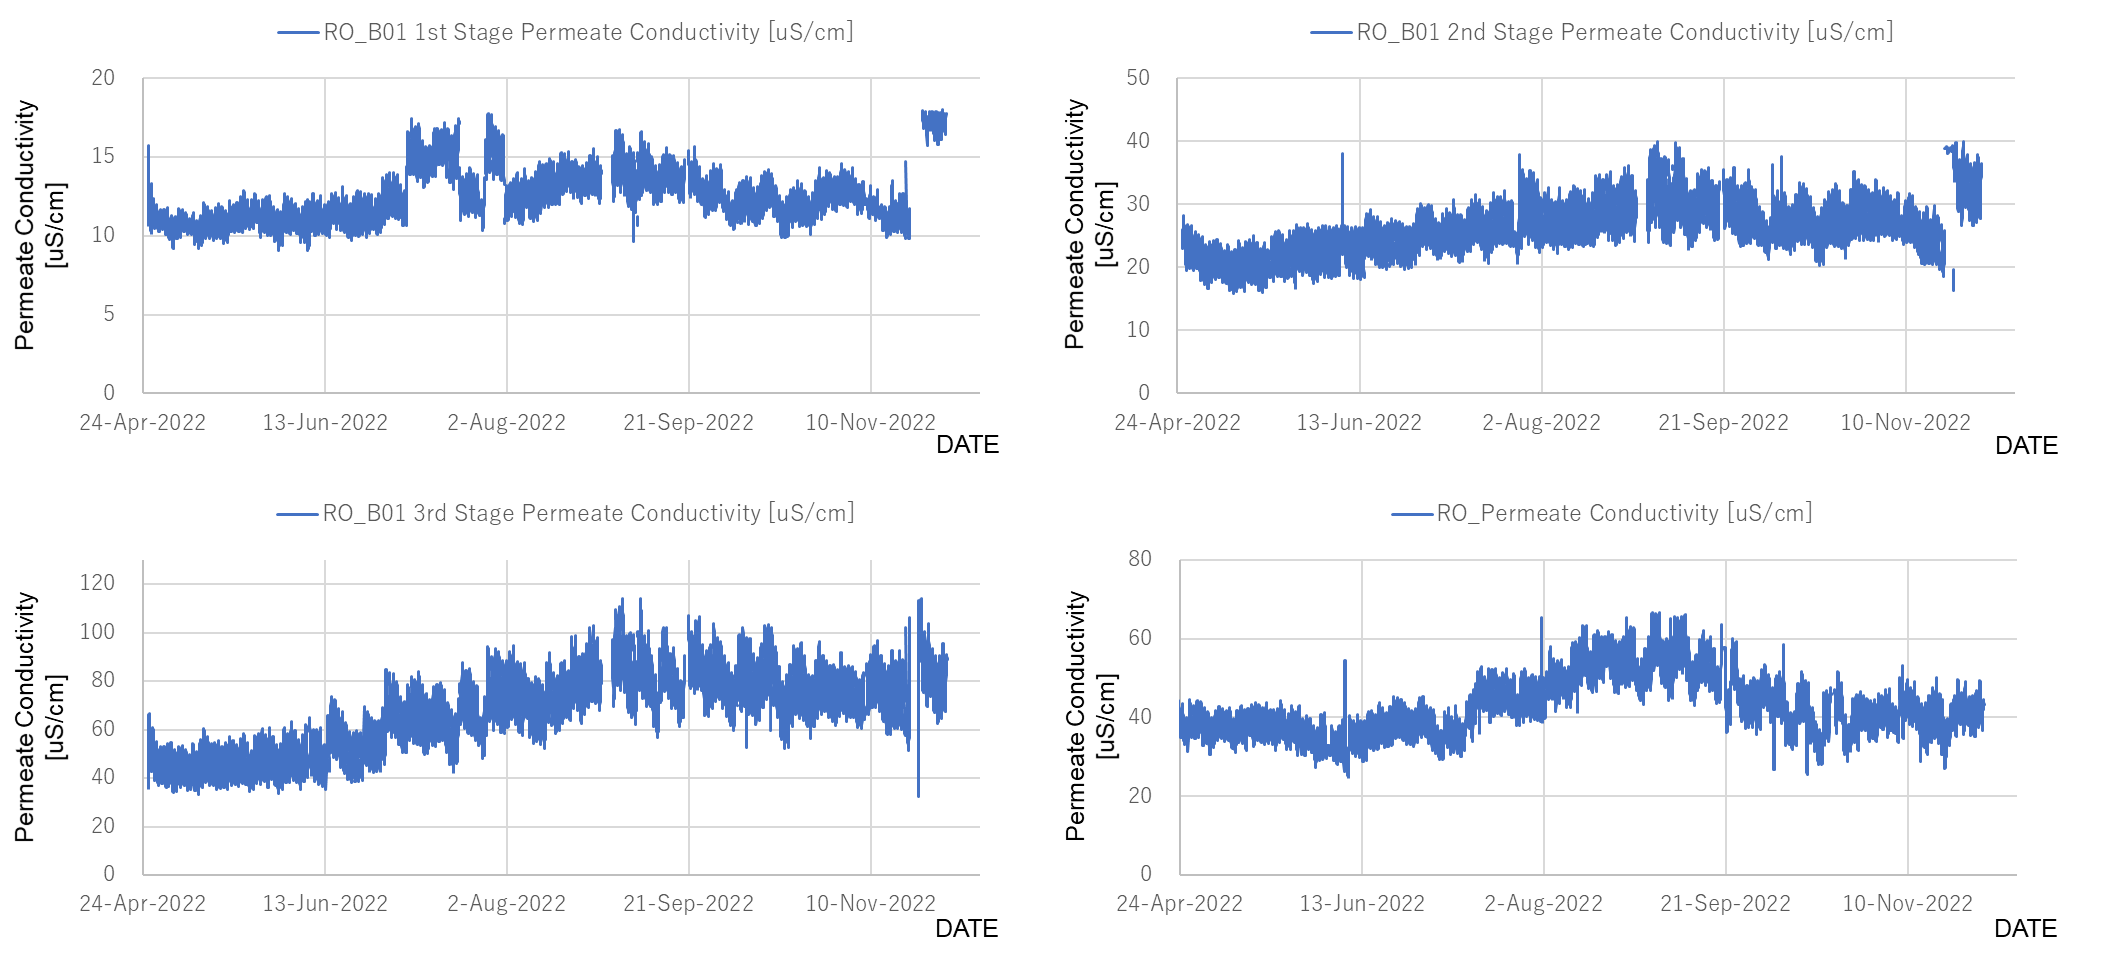 RO_B01 1st Stage Permeate Conductivity [uS/cm]
Permeate Conductivity
[uS/cm]
20
15
10
5
0
24-Apr-2022 13-Jun-2022 2-Aug-2022 21-Sep-2022 10-Nov-2022
DATE
RO_B01 2nd Stage Permeate Conductivity [uS/cm]
Permeate Conductivity
[uS/cm]
50
40
30
20
10
0
24-Apr-2022 13-Jun-2022 2-Aug-2022 21-Sep-2022 10-Nov-2022
DATE
RO_B01 3rd Stage Permeate Conductivity [uS/cm]
Permeate Conductivity
[uS/cm]
120
100
80
60
40
20
0
24-Apr-2022 13-Jun-2022 2-Aug-2022 21-Sep-2022 10-Nov-2022
DATE
RO_Permeate Conductivity [uS/cm]
Permeate Conductivity
[uS/cm]
80
60
40
20
0
24-Apr-2022 13-Jun-2022 2-Aug-2022 21-Sep-2022 10-Nov-2022
DATE